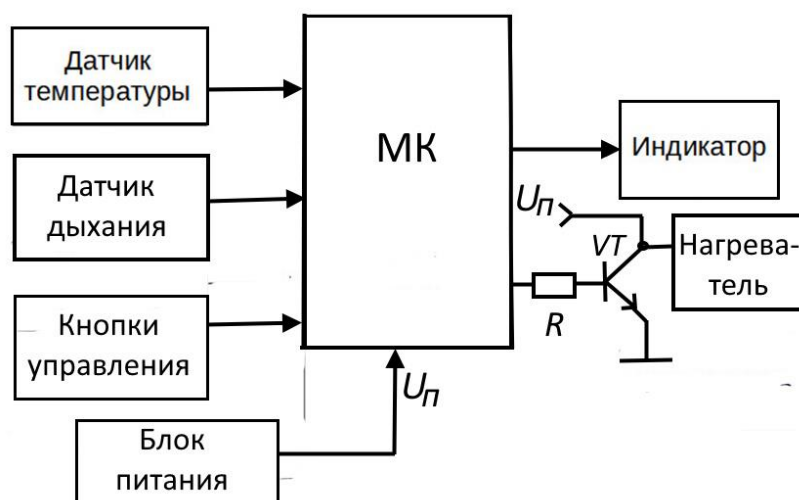 Датчик
температуры
Датчик
дыхания
Кнопки
управления
Блок
питания
МК
Uп
Индикатор
Uп
VT
R
Нагрева-
тель